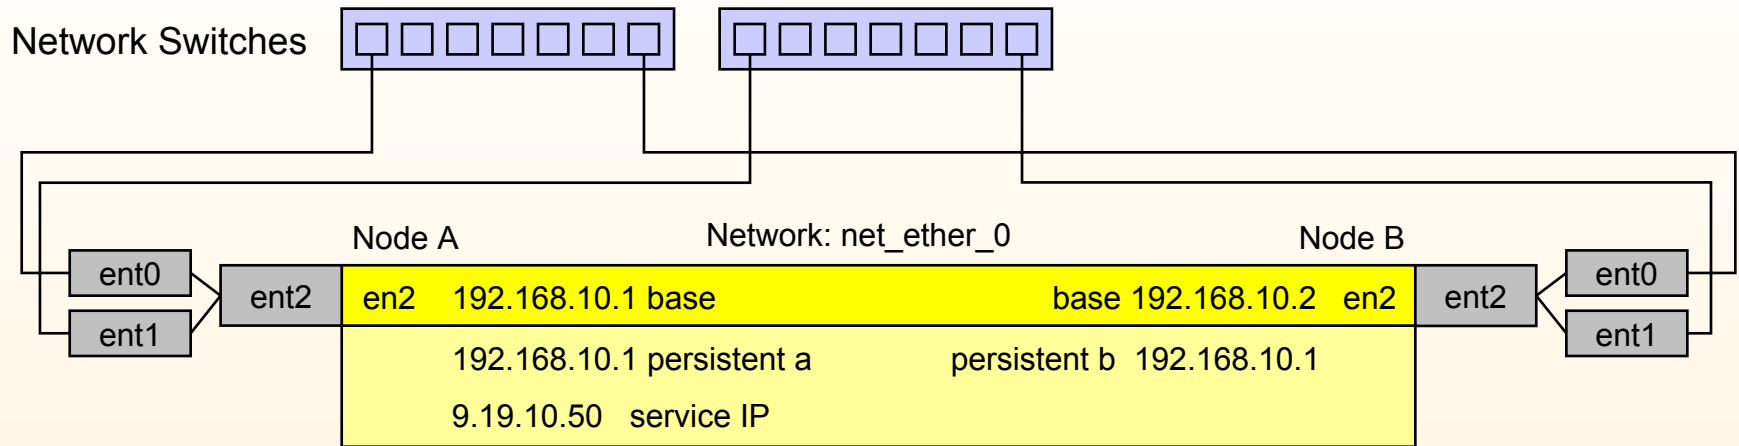 Network Switches
Node A
Network: net_ether_0
Node B
ent0
ent1
ent2
en2 192.168.10.1 base
base 192.168.10.2 en2
ent2
ent0
ent1
192.168.10.1 persistent a
persistent b 192.168.10.1
9.19.10.50 service IP